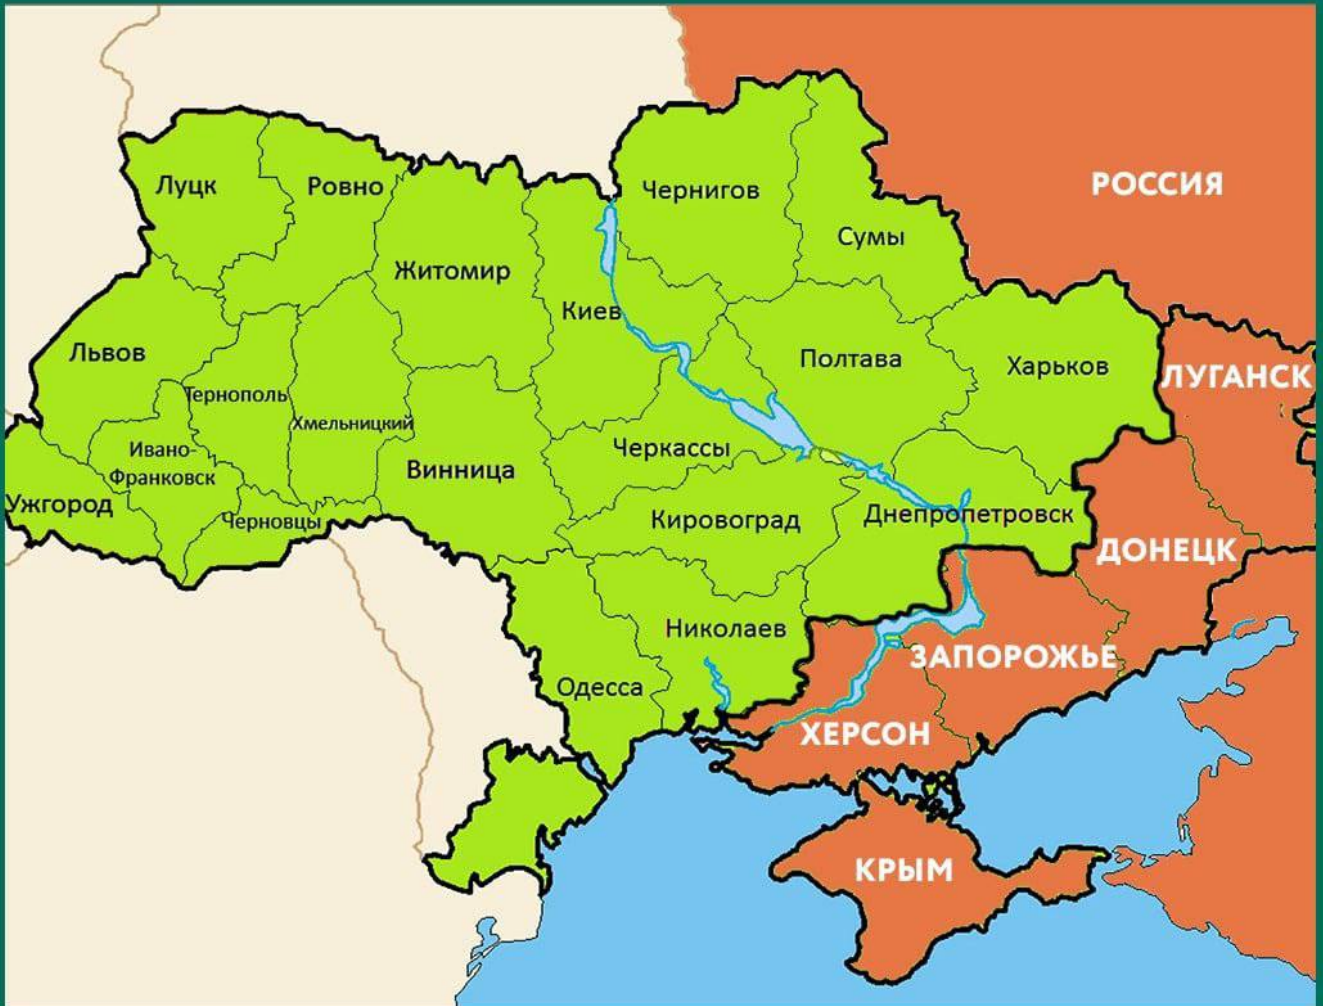 РОССИЯ
Луцк
Ровно
Чернигов
Сумы
Житомир
Киев
Львов
Полтава
Харьков
ЛУГАНСК
Тернополь
Хмельницкий
Ивано-
Франковск
Черкассы
Винница
Ужгород
Черновцы
Кировоград
Днепропетровск
ДОНЕЦК
Николаев
ЗАПОРОЖЬЕ
Одесса
ХЕРСОН
КРЫМ